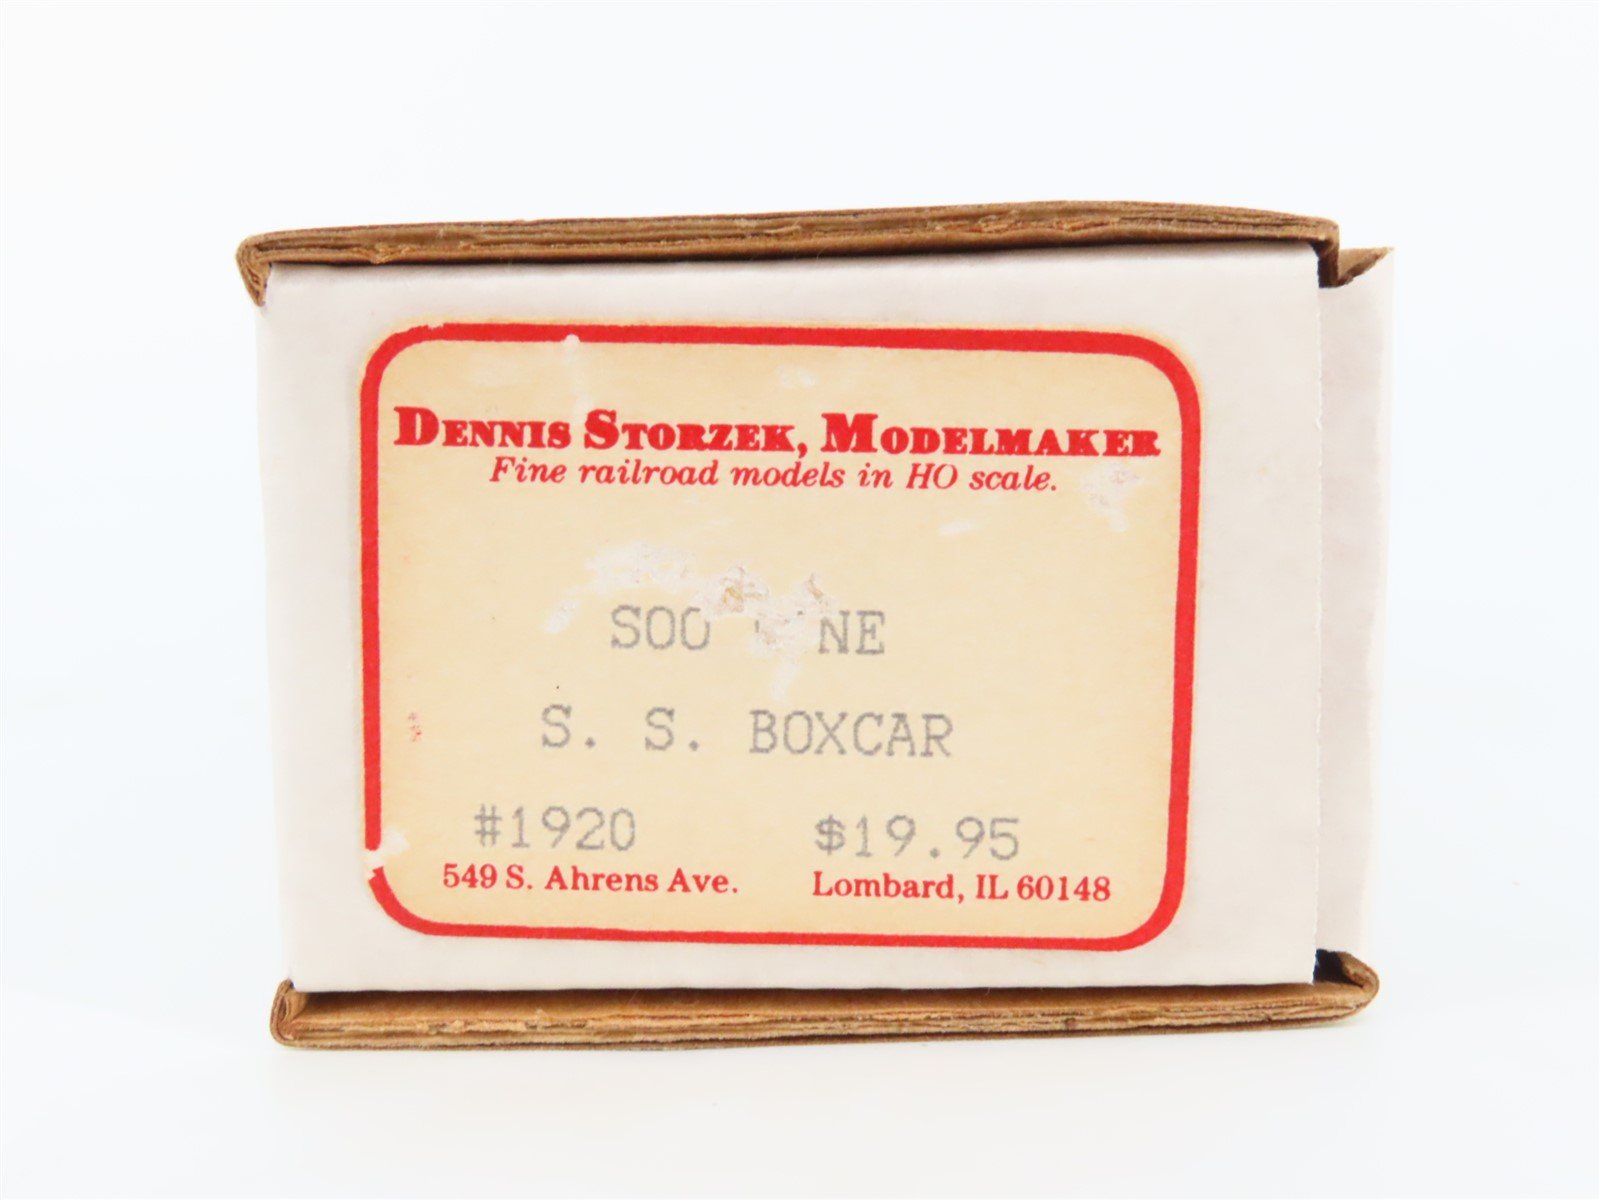 DENNIS STORZEK, MODELMAKER
Fine railroad models in HO scale.
SOO
S. S. BOXCAR
#1920 $19.95
549 S. Ahrens Ave. Lombard, IL 60148